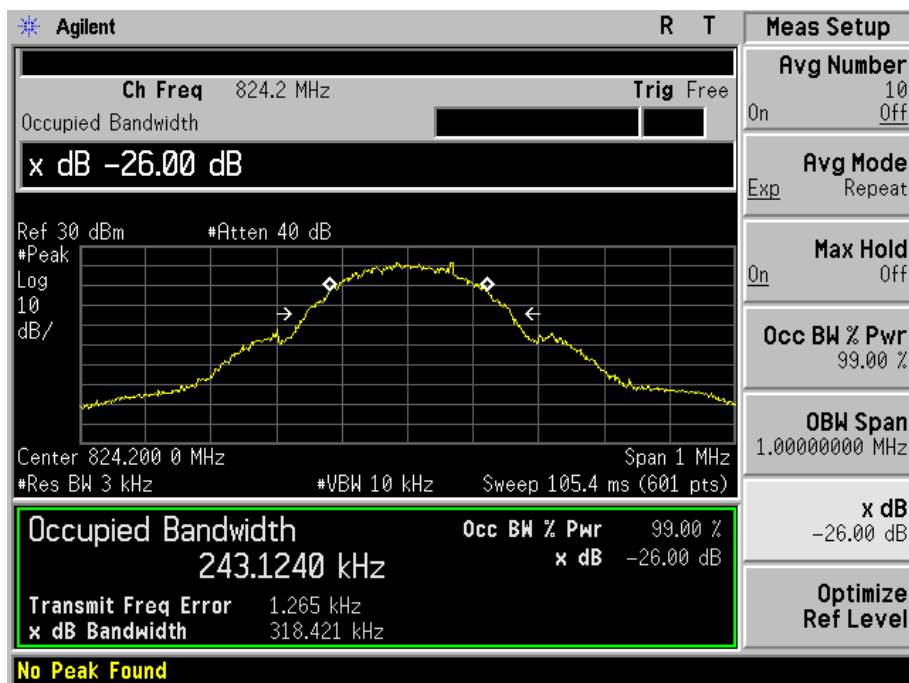 Agilent R T
Ch Freq 824.2 MHz Trig Free
Occupied Bandwidth
x dB -26.00 dB
Ref 30 dBm #Atten 40 dB
#Peak
Log
10
dB/
Center 824.200 0 MHz Span 1 MHz
#Res BW 3 kHz #VBW 10 kHz Sweep 105.4 ms (601 pts)
Occupied Bandwidth Occ BW % Pwr 99.00 %
243.1240 kHz x dB -26.00 dB
Transmit Freq Error 1.265 kHz
x dB Bandwidth 318.421 kHz
No Peak Found
Meas Setup
Avg Number
10
On Off
Avg Mode
Exp Repeat
Max Hold
On Off
Occ BW % Pwr
99.00 %
OBW Span
1.00000000 MHz
x dB
-26.00 dB
Optimize
Ref Level